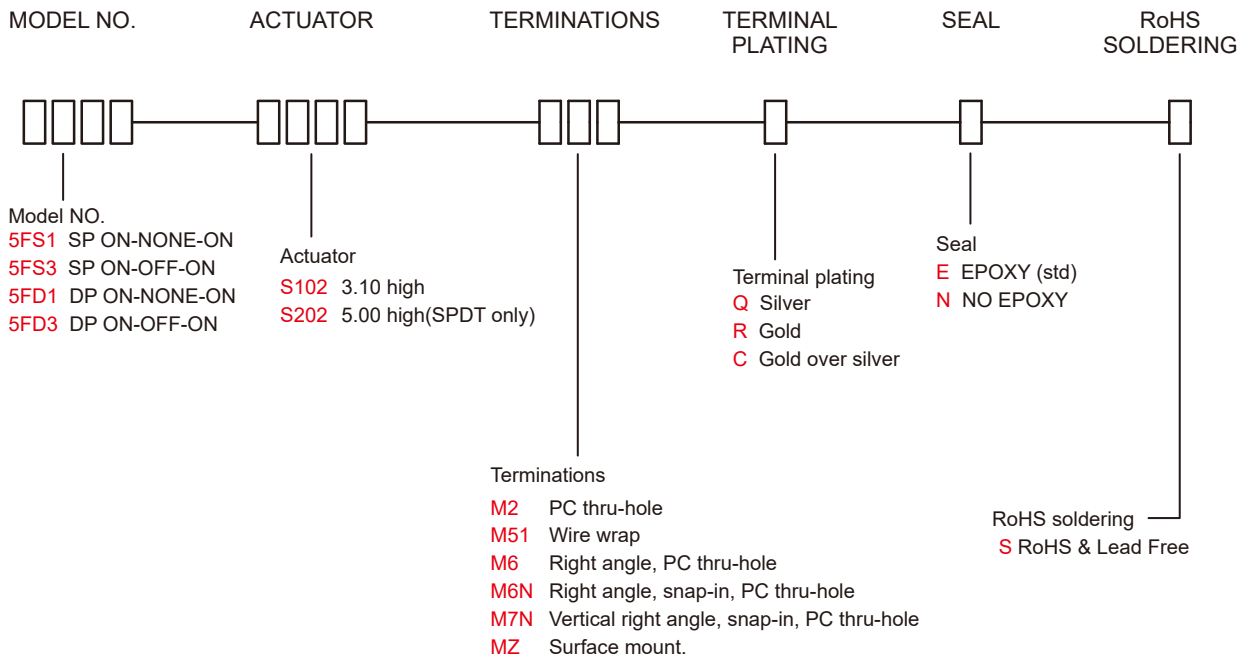 MODEL NO.
ACTUATOR
TERMINATIONS
TERMINAL
PLATING
SEAL
RoHS
SOLDERING
Model NO.
5FS1 SP ON-NONE-ON
5FS3 SP ON-OFF-ON
5FD1 DP ON-NONE-ON
5FD3 DP ON-OFF-ON
Actuator
S102 3.10 high
S202 5.00 high(SPDT only)
Terminations
M2 PC thru-hole
M51 Wire wrap
M6 Right angle, PC thru-hole
M6N Right angle, snap-in, PC thru-hole
M7N Vertical right angle, snap-in, PC thru-hole
MZ Surface mount.
Terminal plating
Q Silver
R Gold
C Gold over silver
Seal
E EPOXY (std)
N NO EPOXY
RoHS soldering
S RoHS & Lead Free